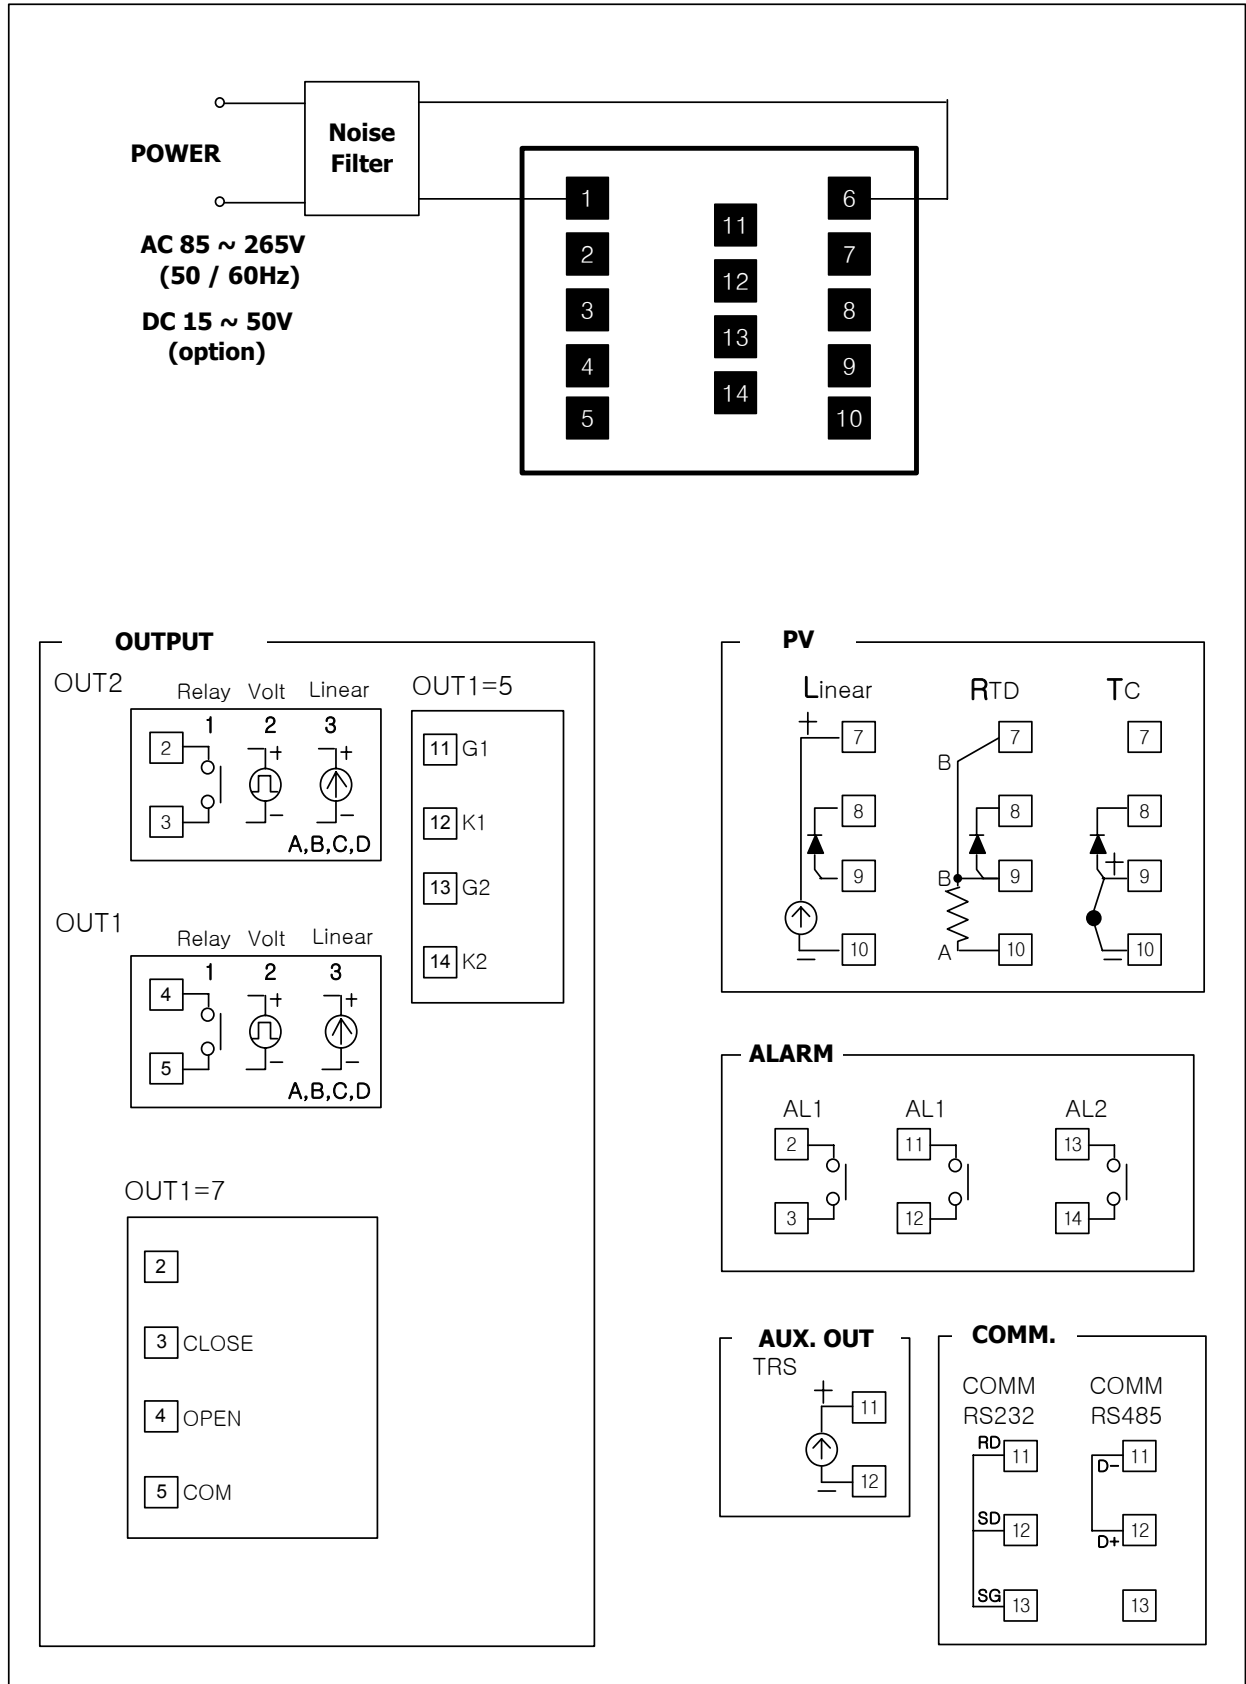 POWER
Noise
Filter
AC 85 ~ 265V
(50 / 60Hz)
DC 15 ~ 50V
(option)
1
2
3
4
5
11
12
13
14
6
7
8
9
10
OUTPUT
OUT2
Relay Volt Linear
1 2 3
2
3
+ +
− −
A,B,C,D
OUT1
Relay Volt Linear
1 2 3
4
5
+ +
− −
A,B,C,D
OUT1=5
11 G1
12 K1
13 G2
14 K2
OUT1=7
2
3 CLOSE
4 OPEN
5 COM
PV
Linear RTD TC
+ 7
8
9
− 10
B 7
8
B 9
A 10
7
8
+ 9
− 10
ALARM
AL1 AL1 AL2
2 11 13
3 12 14
AUX. OUT
TRS
+ 11
− 12
COMM.
COMM
RS232
RD 11
SD 12
SG 13
COMM
RS485
D− 11
D+ 12
13